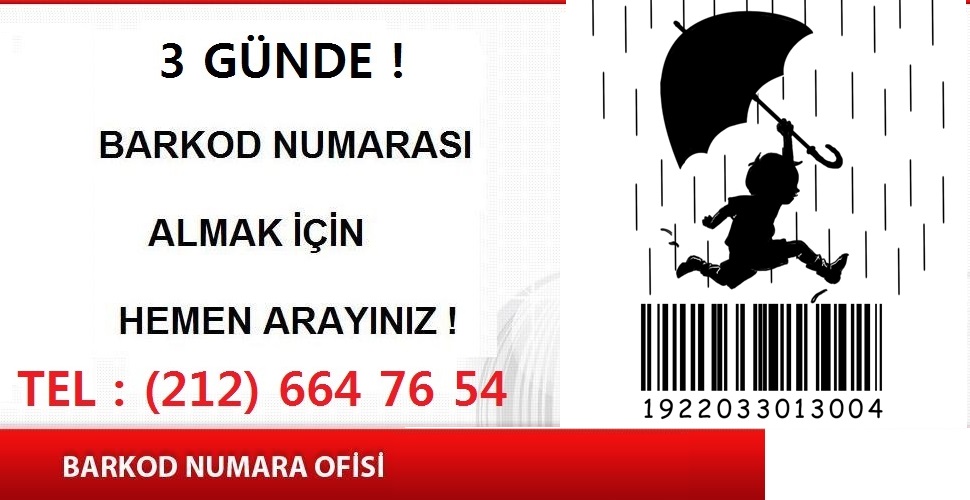 3 GÜNDE !
BARKOD NUMARASI
ALMAK İÇİN
HEMEN ARAYINIZ !
TEL : (212) 664 76 54
1922033013004
BARKOD NUMARA OFİSİ